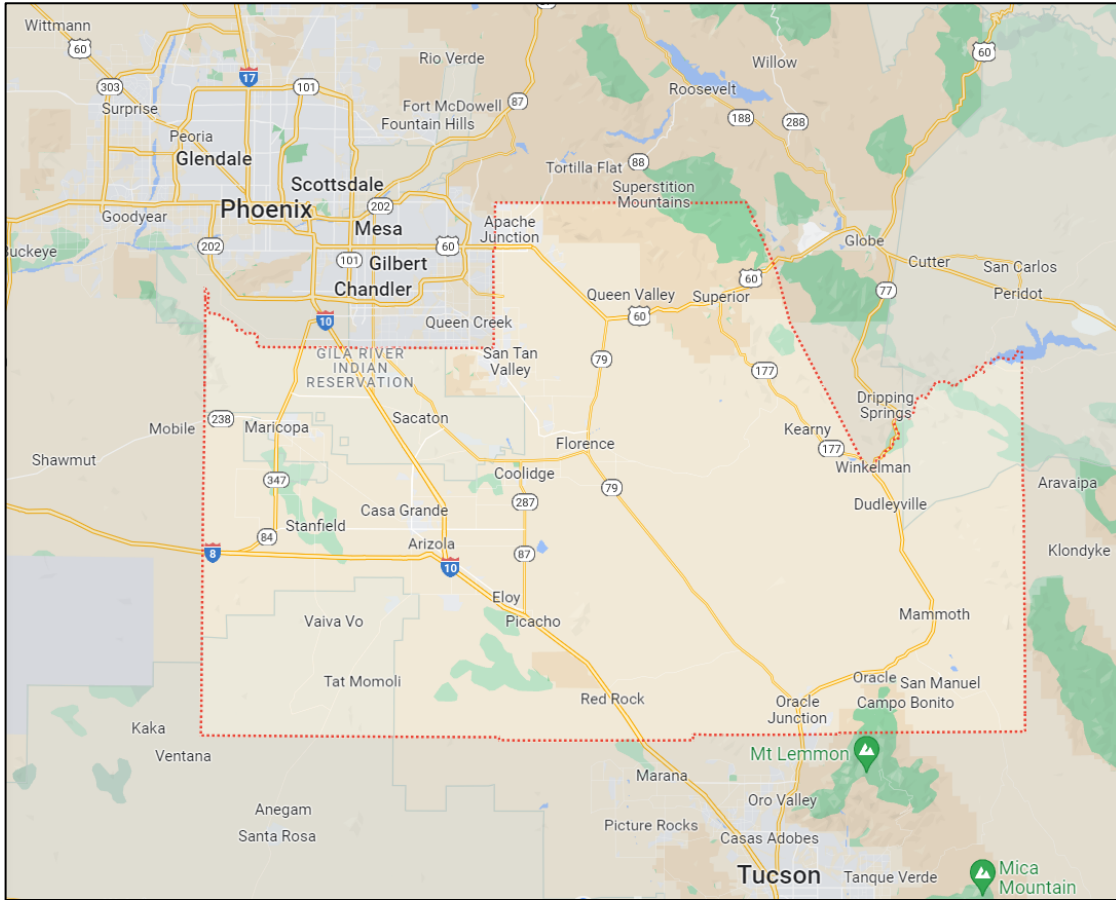 Wittmann
60
Rio Verde
Willow
60
17
303
101
Surprise
Fort McDowell
87
Roosevelt
Peoria
Fountain Hills
188
288
Glendale
Tortilla Flat
88
Scottsdale
Superstition
Mountains
Phoenix
202
Goodyear
Mesa
Apache
Junction
Buckeye
202
60
Globe
101
Gilbert
Cutter
San Carlos
Chandler
Queen Valley
Superior
60
77
Peridot
10
Queen Creek
60
GILA RIVER
INDIAN
RESERVATION
San Tan
Valley
79
177
Dripping
Springs
238
Sacaton
Mobile
Maricopa
Kearny
Florence
177
Shawmut
Coolidge
Winkelman
347
79
Aravaipa
287
Dudleyville
Casa Grande
Stanfield
84
Arizola
8
87
Klondyke
10
Eloy
Vaiva Vo
Picacho
Mammoth
Tat Momoli
Oracle
San Manuel
Red Rock
Oracle
Junction
Campo Bonito
Kaka
Ventana
Mt Lemmon
Marana
Anegam
Oro Valley
Santa Rosa
Picture Rocks
Casas Adobes
Tucson
Tanque Verde
Mica
Mountain